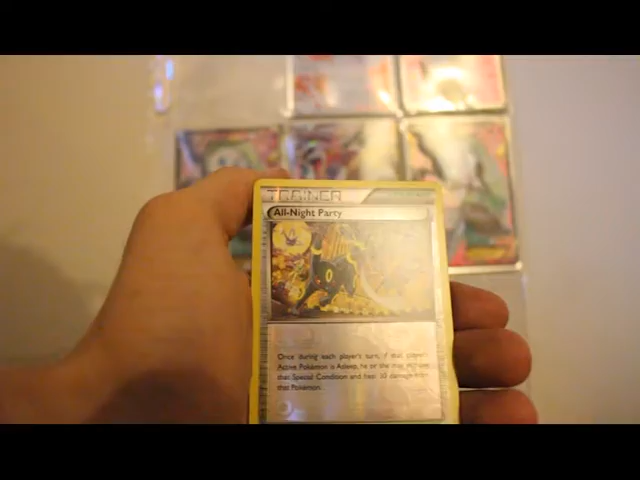 TRAINER
All-Night Party
Once during each player's turn, if that player's
Active Pokémon is Asleep, he or she may remove
that Special Condition and heal 30 damage from
that Pokémon.